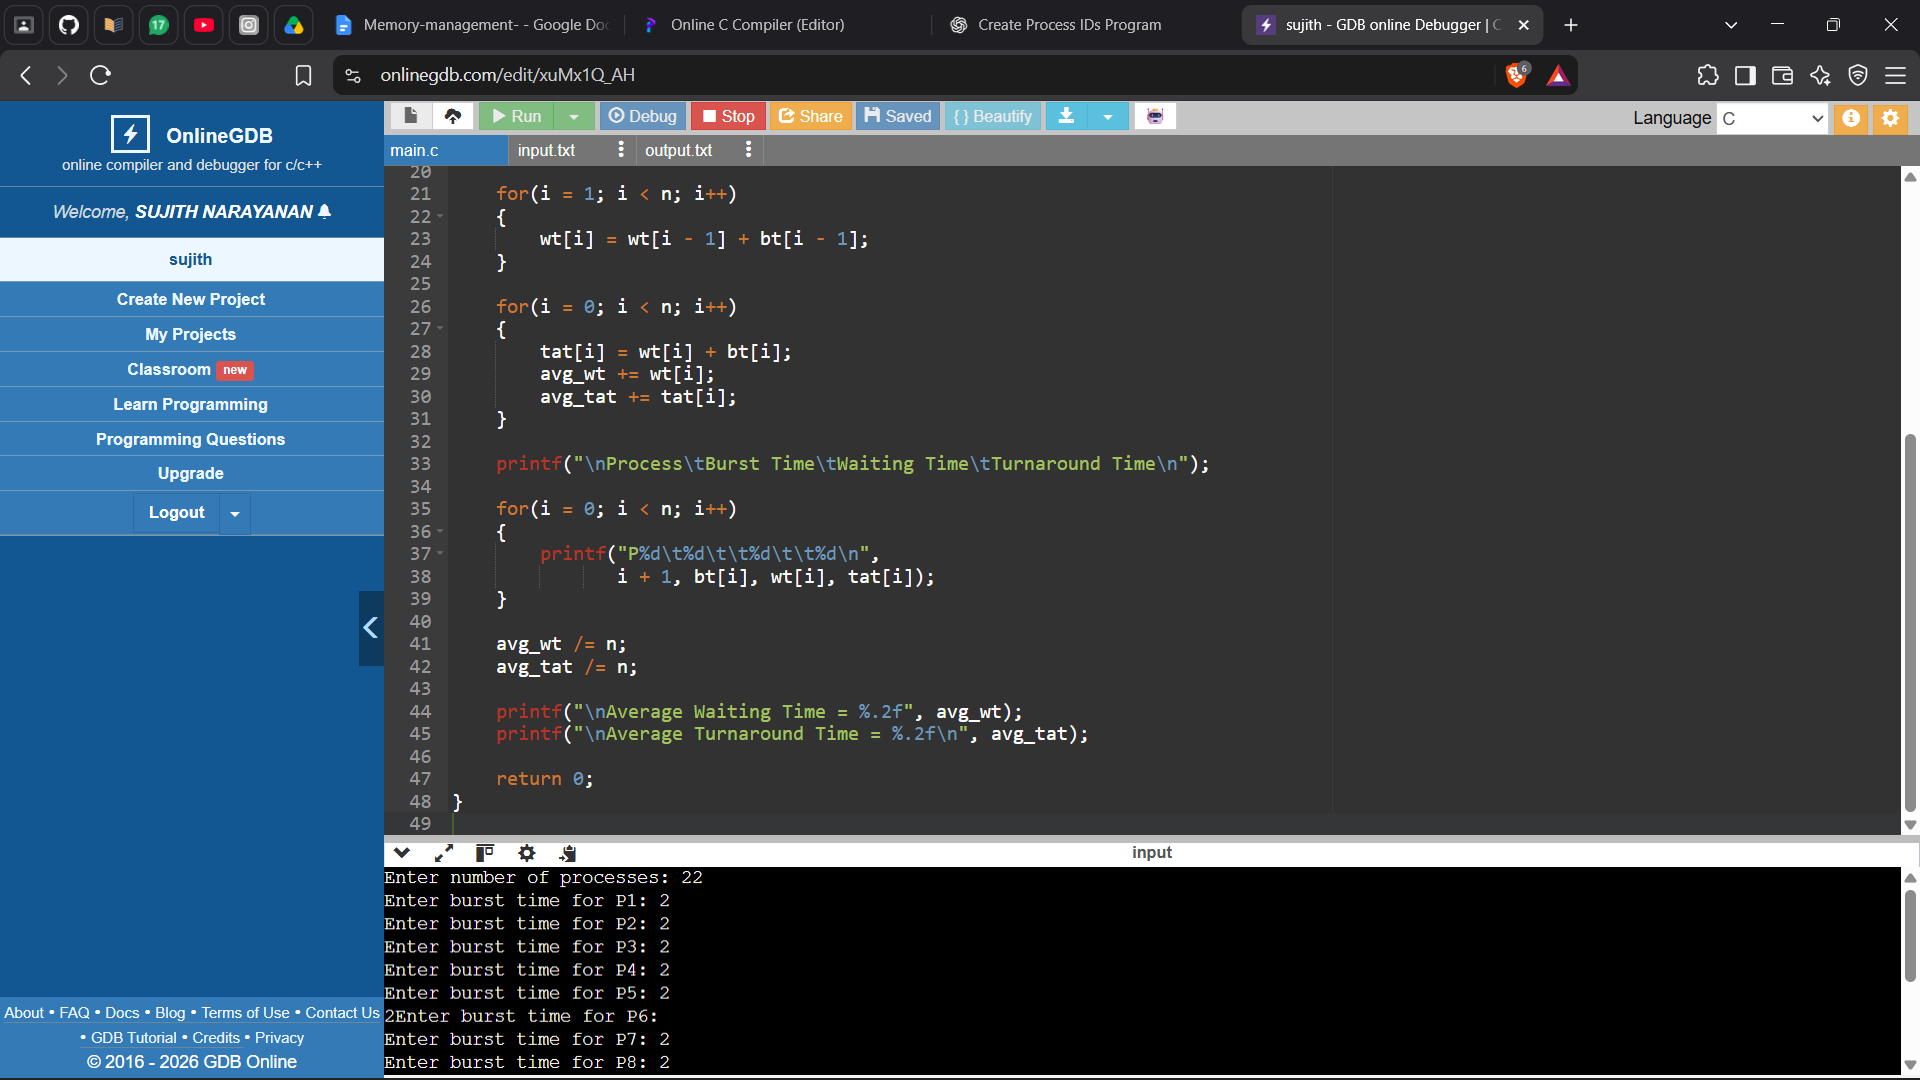 17
Memory-management- - Google Doc
Online C Compiler (Editor)
Create Process IDs Program
sujith - GDB online Debugger | C
onlinegdb.com/edit/xuMx1Q_AH
6
OnlineGDB
online compiler and debugger for c/c++
Welcome, SUJITH NARAYANAN
sujith
Create New Project
My Projects
Classroom new
Learn Programming
Programming Questions
Upgrade
Logout
About • FAQ • Docs • Blog • Terms of Use • Contact Us
• GDB Tutorial • Credits • Privacy
© 2016 - 2026 GDB Online
Run
Debug
Stop
Share
Saved
{} Beautify
Language C
main.c
input.txt
output.txt
20
21 for(i = 1; i < n; i++)
22 {
23 wt[i] = wt[i - 1] + bt[i - 1];
24 }
25
26 for(i = 0; i < n; i++)
27 {
28 tat[i] = wt[i] + bt[i];
29 avg_wt += wt[i];
30 avg_tat += tat[i];
31 }
32
33 printf("\nProcess\tBurst Time\tWaiting Time\tTurnaround Time\n");
34
35 for(i = 0; i < n; i++)
36 {
37 printf("P%d\t%d\t\t%d\t\t%d\n",
38 i + 1, bt[i], wt[i], tat[i]);
39 }
40
41 avg_wt /= n;
42 avg_tat /= n;
43
44 printf("\nAverage Waiting Time = %.2f", avg_wt);
45 printf("\nAverage Turnaround Time = %.2f\n", avg_tat);
46
47 return 0;
48 }
49
input
Enter number of processes: 22
Enter burst time for P1: 2
Enter burst time for P2: 2
Enter burst time for P3: 2
Enter burst time for P4: 2
Enter burst time for P5: 2
2Enter burst time for P6:
Enter burst time for P7: 2
Enter burst time for P8: 2